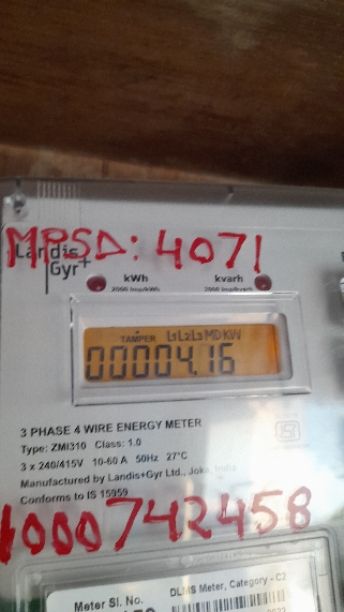 MPSD: 4071
Landis
Gyr+
kWh kvarh
TAMPER L1L2L3 MD KW
00004.16
3 PHASE 4 WIRE ENERGY METER
Type: ZMI310 Class: 1.0
3 x 240/415V 10-60 A 50Hz 27°C
Manufactured by Landis+Gyr Ltd., Joka, India
Conforms to IS 15959
1000742458
DLMS Meter, Category - C2
Meter Sl. No.